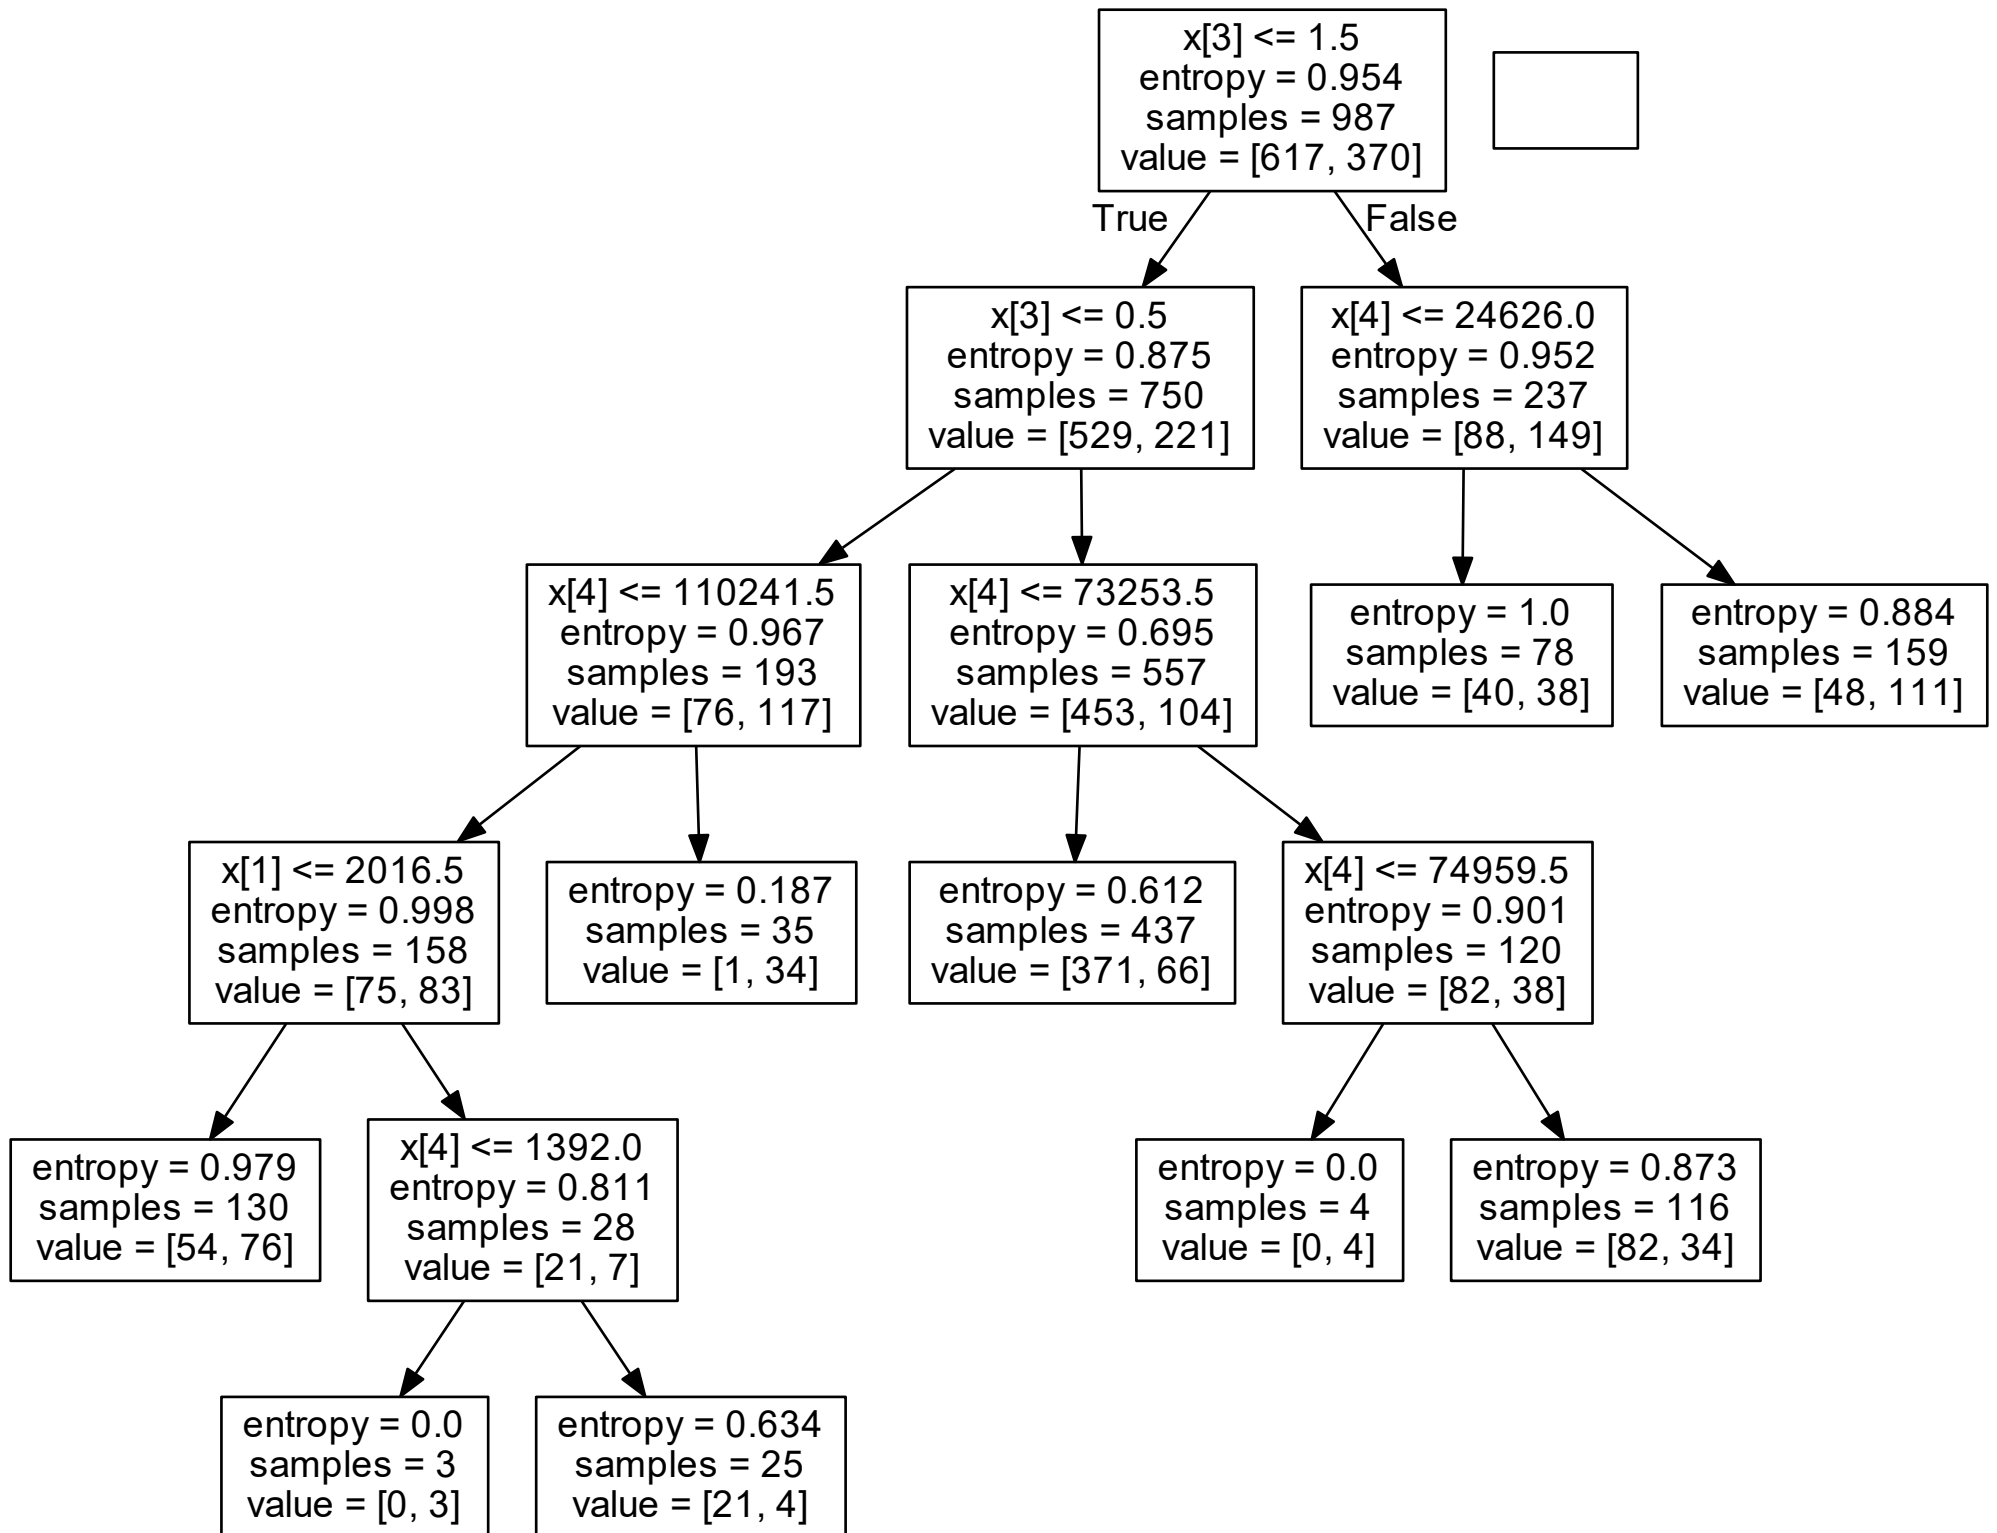 x[3] <= 1.5
entropy = 0.954
samples = 987
value = [617, 370]
True
False
x[3] <= 0.5
entropy = 0.875
samples = 750
value = [529, 221]
x[4] <= 24626.0
entropy = 0.952
samples = 237
value = [88, 149]
x[4] <= 110241.5
entropy = 0.967
samples = 193
value = [76, 117]
x[4] <= 73253.5
entropy = 0.695
samples = 557
value = [453, 104]
entropy = 1.0
samples = 78
value = [40, 38]
entropy = 0.884
samples = 159
value = [48, 111]
x[1] <= 2016.5
entropy = 0.998
samples = 158
value = [75, 83]
entropy = 0.187
samples = 35
value = [1, 34]
entropy = 0.612
samples = 437
value = [371, 66]
x[4] <= 74959.5
entropy = 0.901
samples = 120
value = [82, 38]
entropy = 0.979
samples = 130
value = [54, 76]
x[4] <= 1392.0
entropy = 0.811
samples = 28
value = [21, 7]
entropy = 0.0
samples = 4
value = [0, 4]
entropy = 0.873
samples = 116
value = [82, 34]
entropy = 0.0
samples = 3
value = [0, 3]
entropy = 0.634
samples = 25
value = [21, 4]